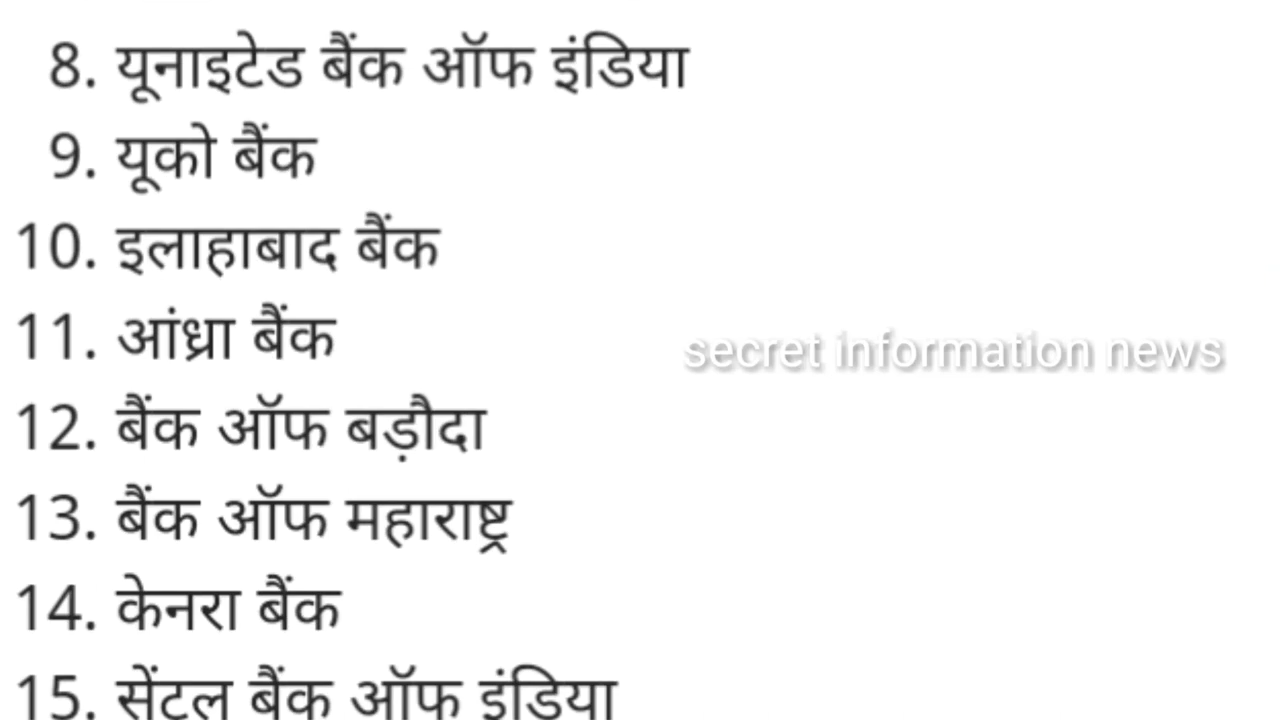 8. यूनाइटेड बैंक ऑफ इंडिया
9. यूको बैंक
10. इलाहाबाद बैंक
11. आंध्रा बैंक
secret information news
12. बैंक ऑफ बड़ौदा
13. बैंक ऑफ महाराष्ट्र
14. केनरा बैंक
15. सेंटल बैंक ऑफ इंडिया